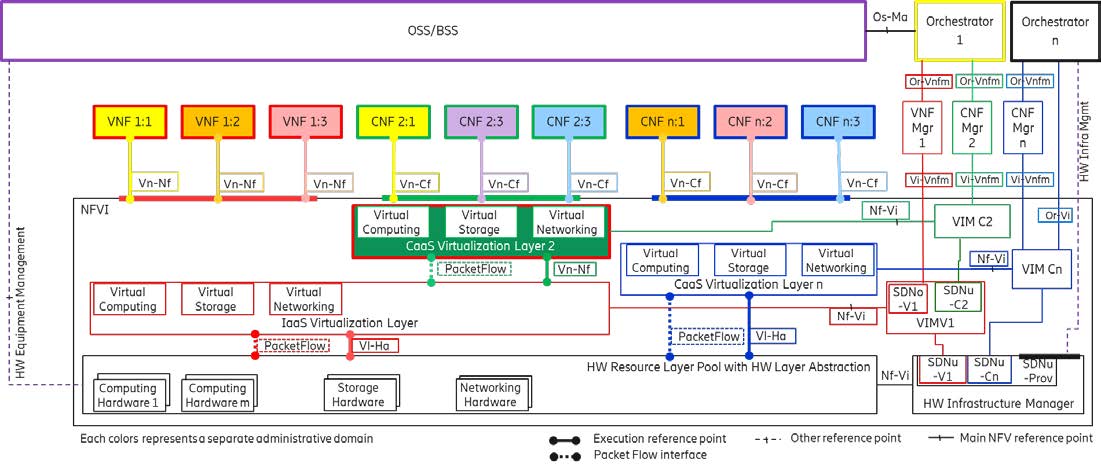 OSS/BSS
Os-Ma
Orchestrator
1
Orchestrator
n
Or-Vnfm
Or-Vnfm
Or-Vnfm
HW Infra Mgmt
VNF 1:1
VNF 1:2
VNF 1:3
CNF 2:1
CNF 2:3
CNF 2:3
CNF n:1
CNF n:2
CNF n:3
VNF
Mgr
1
CNF
Mgr
2
CNF
Mgr
n
Vn-Nf
Vn-Nf
Vn-Nf
Vn-Cf
Vn-Cf
Vn-Cf
Vn-Cf
Vn-Cf
Vn-Cf
Vi-Vnfm
Vi-Vnfm
Vi-Vnfm
HW Equipment Management
NFVI
Virtual
Computing
Virtual
Storage
Virtual
Networking
CaaS Virtualization Layer 2
Nf-Vi
VIM C2
Or-Vi
PacketFlow
Vn-Nf
Virtual
Computing
Virtual
Storage
Virtual
Networking
CaaS Virtualization Layer n
Nf-Vi
VIM Cn
Virtual
Computing
Virtual
Storage
Virtual
Networking
IaaS Virtualization Layer
Nf-Vi
SDNo
-V1
SDNu
-C2
VIMV1
PacketFlow
VI-Ha
PacketFlow
VI-Ha
HW Resource Layer Pool with HW Layer Abstraction
Nf-Vi
SDNu
-V1
SDNu
-Cn
SDNu
-Prov
HW Infrastructure Manager
Computing
Hardware 1
Computing
Hardware m
Storage
Hardware
Networking
Hardware
Each colors represents a separate administrative domain
Execution reference point
Other reference point
Main NFV reference point
Packet Flow interface